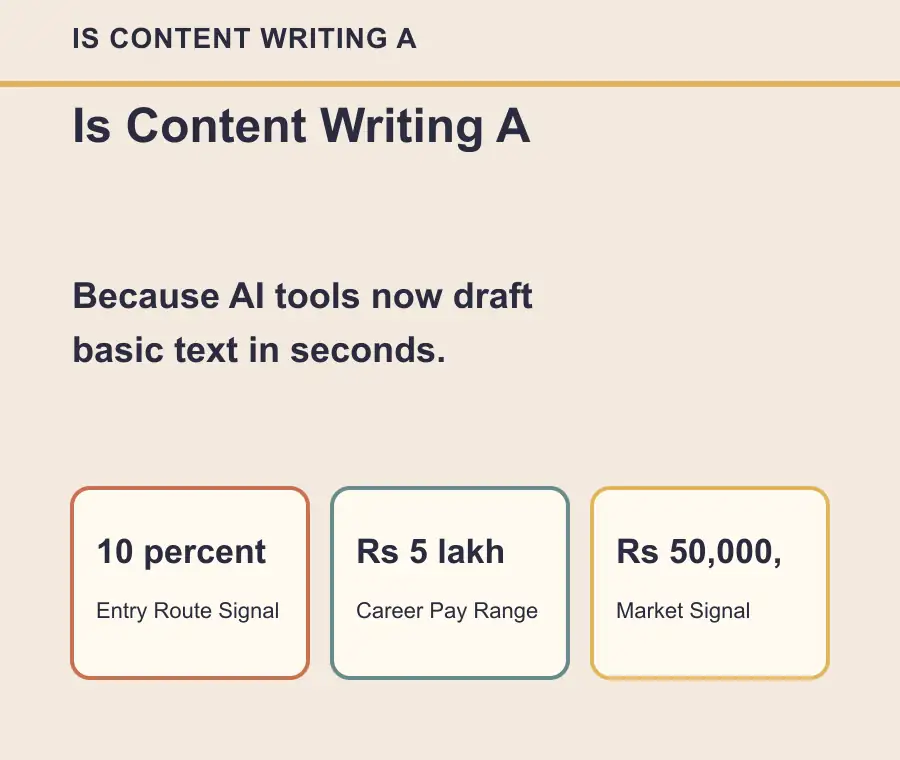 IS CONTENT WRITING A
Is Content Writing A
Because AI tools now draft
basic text in seconds.
10 percent
Entry Route Signal
Rs 5 lakh
Career Pay Range
Rs 50,000,
Market Signal